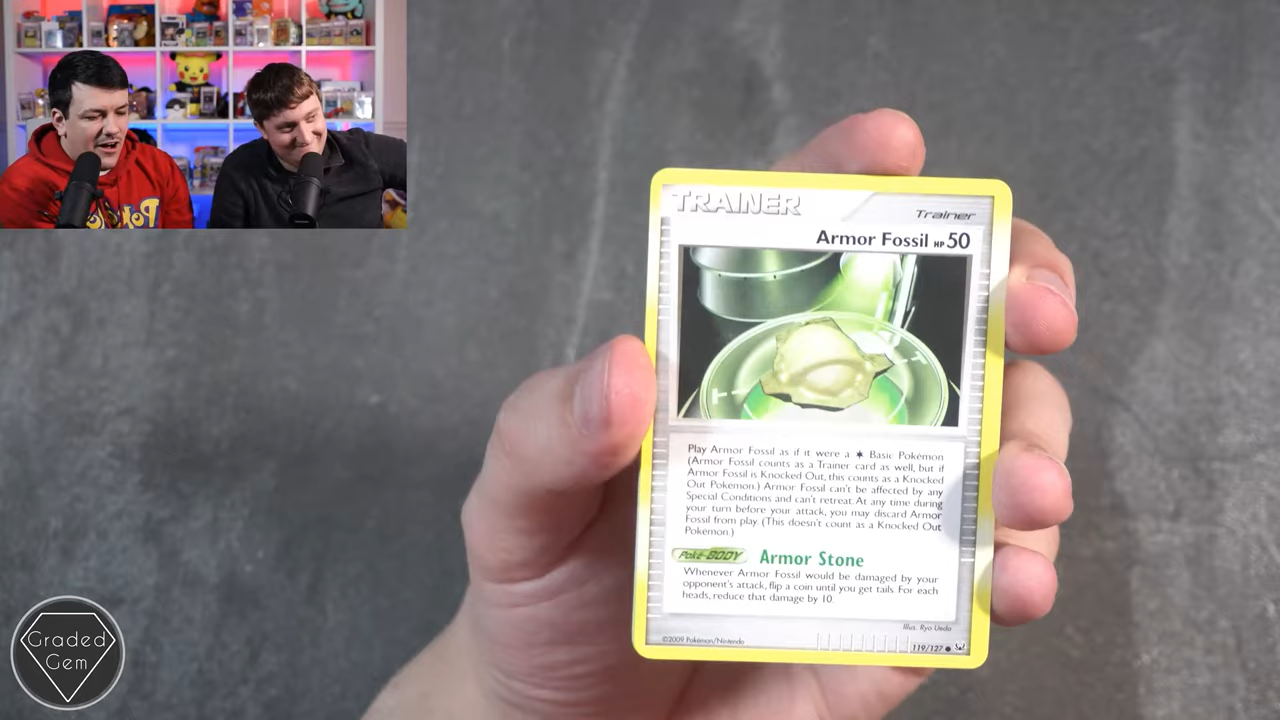 TRAINER
Trainer
Armor Fossil HP 50
Play Armor Fossil as if it were a Basic Pokémon
(Armor Fossil counts as a Trainer card as well, but if
Armor Fossil is Knocked Out, this counts as a Knocked
Out Pokémon.) Armor Fossil can't be affected by any
Special Conditions and can't retreat. At any time during
your turn before your attack, you may discard Armor
Fossil from play. (This doesn't count as a Knocked Out
Pokémon.)
Poké-BODY Armor Stone
Whenever Armor Fossil would be damaged by your
opponent's attack, flip a coin until you get tails. For each
heads, reduce that damage by 10.
Illus. Ryo Ueda
©2009 Pokémon/Nintendo
119/127
Graded
Gem